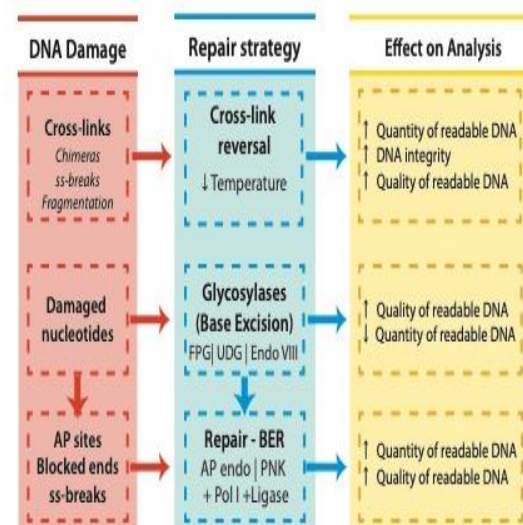 DNA Damage
Repair strategy
Effect on Analysis
Cross-links
Chimeras
ss-breaks
Fragmentation
Cross-link
reversal
↓ Temperature
↑ Quantity of readable DNA
↑ DNA integrity
↑ Quality of readable DNA
Damaged
nucleotides
Glycosylases
(Base Excision)
FPG| UDG | Endo VIII
↑ Quality of readable DNA
↓ Quantity of readable DNA
AP sites
Blocked ends
ss-breaks
Repair - BER
AP endo | PNK
+ Pol I +Ligase
↑ Quantity of readable DNA
↑ Quality of readable DNA